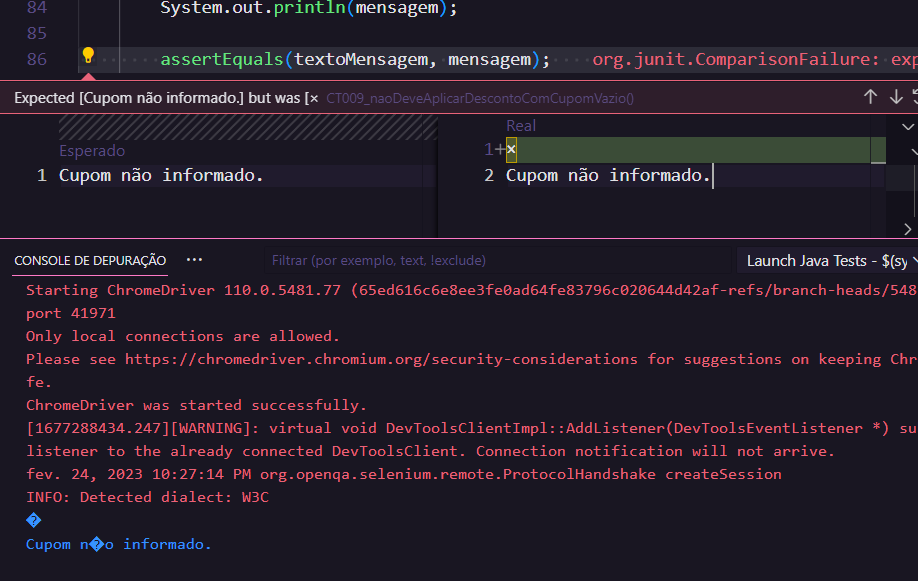 84 System.out.println(mensagem);
85
86 assertEquals(textoMensagem, mensagem); org.junit.ComparisonFailure: exp
Expected [Cupom não informado.] but was [× CT009_naoDeveAplicarDescontoComCupomVazio()
Real
1+×
Esperado
1 Cupom não informado.
2 Cupom não informado.
CONSOLE DE DEPURAÇÃO ··· Filtrar (por exemplo, text, !exclude) Launch Java Tests - $(sy
Starting ChromeDriver 110.0.5481.77 (65ed616c6e8ee3fe0ad64fe83796c020644d42af-refs/branch-heads/548
port 41971
Only local connections are allowed.
Please see https://chromedriver.chromium.org/security-considerations for suggestions on keeping Chr
fe.
ChromeDriver was started successfully.
[1677288434.247][WARNING]: virtual void DevToolsClientImpl::AddListener(DevToolsEventListener *) su
listener to the already connected DevToolsClient. Connection notification will not arrive.
fev. 24, 2023 10:27:14 PM org.openqa.selenium.remote.ProtocolHandshake createSession
INFO: Detected dialect: W3C
�
Cupom n�o informado.